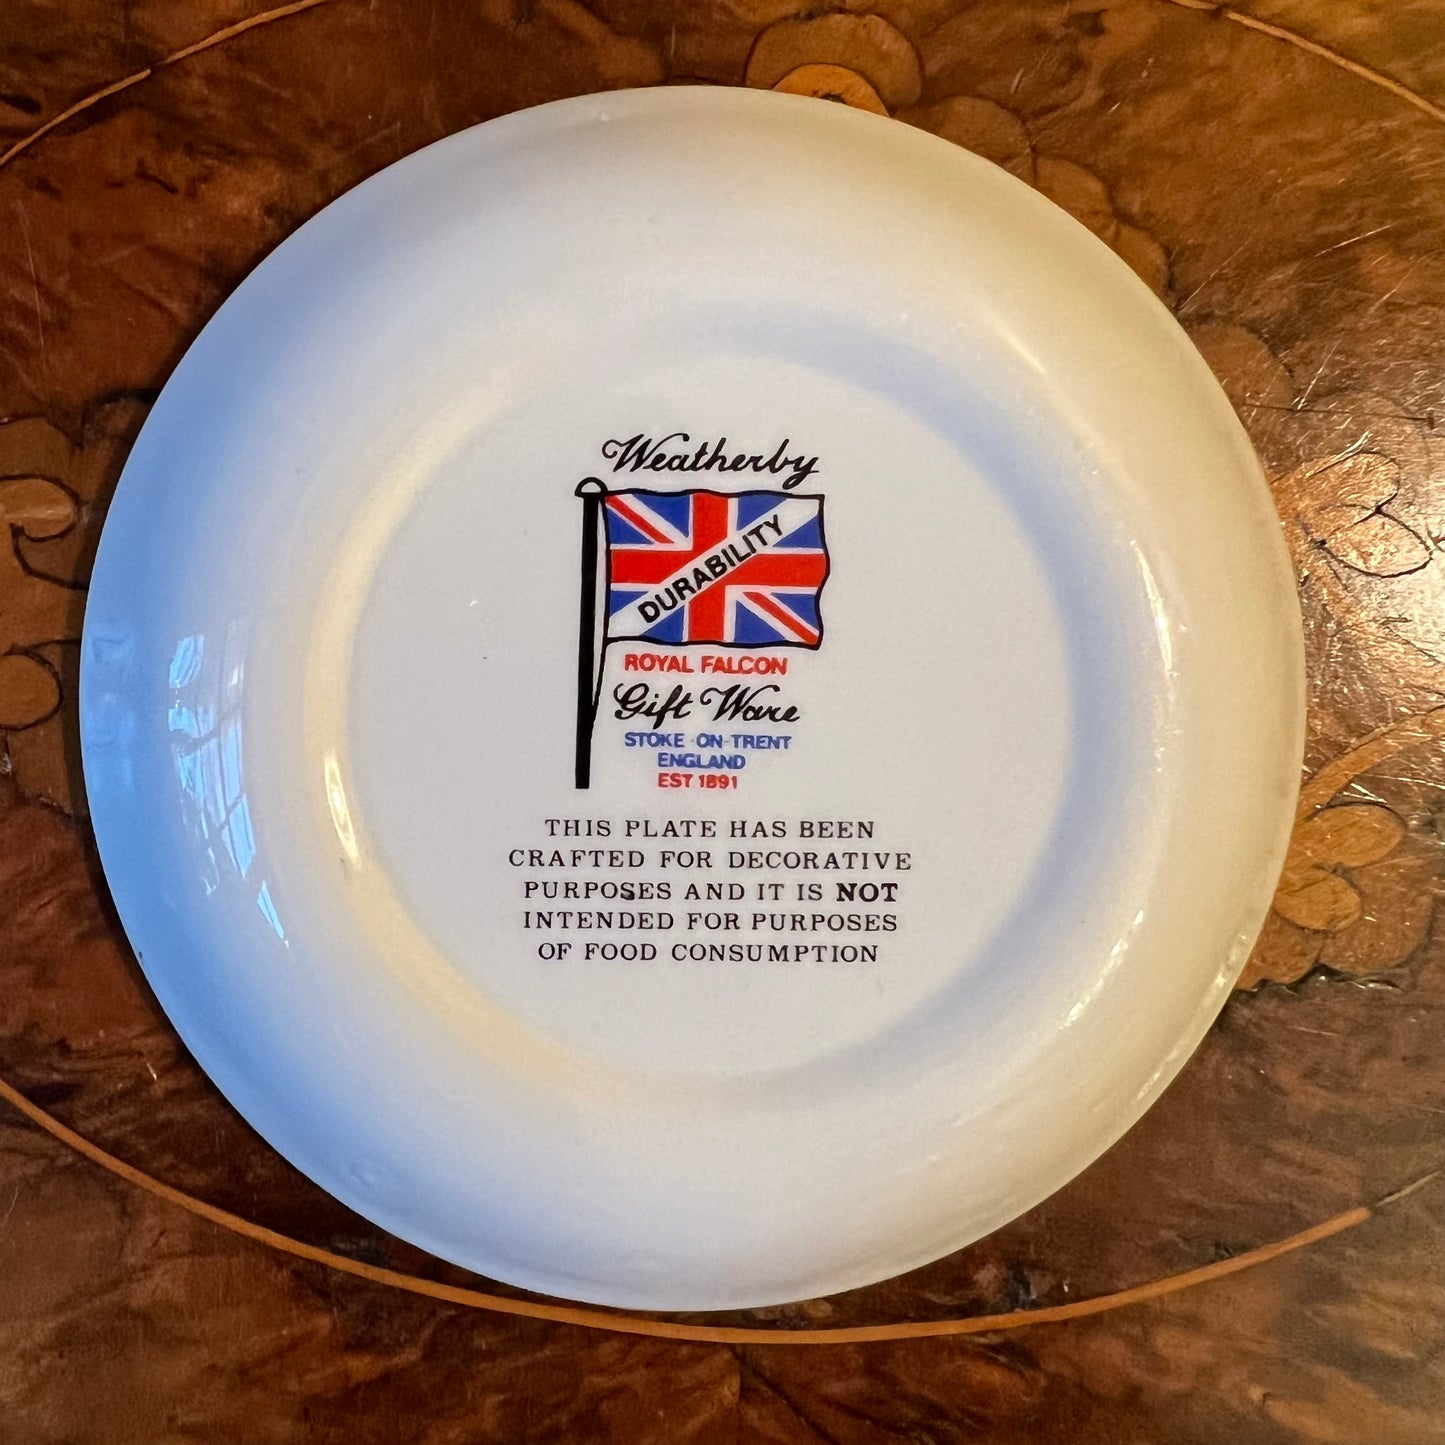 Weatherby
DURABILITY
ROYAL FALCON
Gift Ware
STOKE-ON-TRENT
ENGLAND
EST 1891
THIS PLATE HAS BEEN
CRAFTED FOR DECORATIVE
PURPOSES AND IT IS NOT
INTENDED FOR PURPOSES
OF FOOD CONSUMPTION